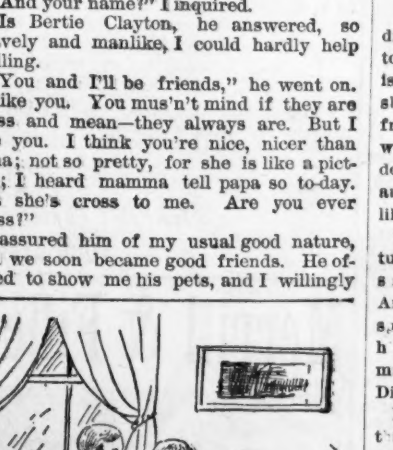 And your name?" I inquired.
Is Bertie Clayton, he answered, so
vely and manlike, I could hardly help
ling.
You and I'll be friends," he went on.
ike you. You mus'n't mind if they are
ss and mean—they always are. But I
you. I think you're nice, nicer than
a; not so pretty, for she is like a pict-
; I heard mamma tell papa so to-day.
she's cross to me. Are you ever
ss?"
assured him of my usual good nature,
we soon became good friends. He of-
ed to show me his pets, and I willingly